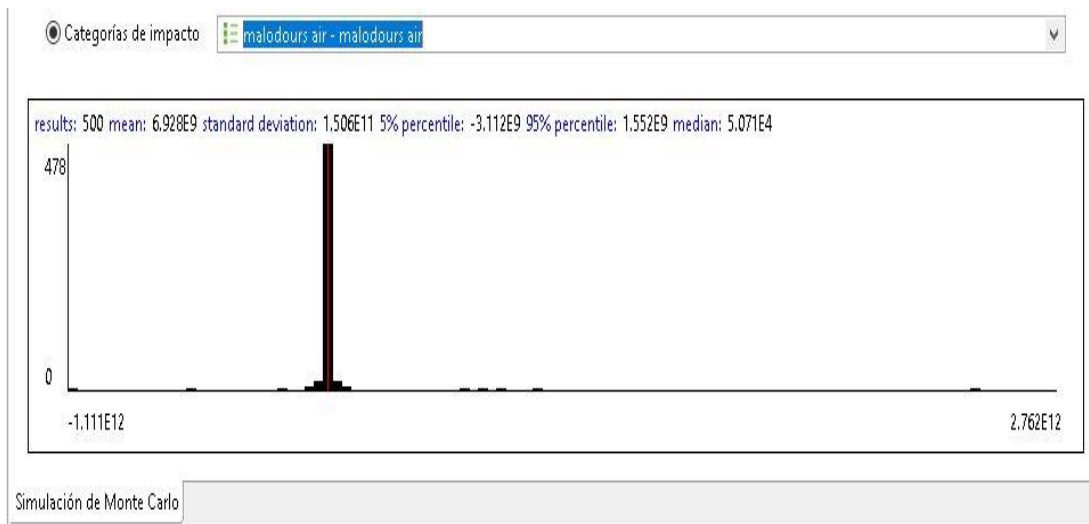 Categorías de impacto malodours air - malodours air
results: 500 mean: 6.928E9 standard deviation: 1.506E11 5% percentile: -3.112E9 95% percentile: 1.552E9 median: 5.071E4
478
0
-1.111E12 2.762E12
Simulación de Monte Carlo